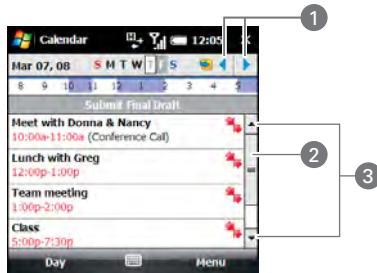 1
Calendar 12:05
Mar 07, 08 S M T W T F S
8 9 10 11 12 1 2 3 4 5
Submit Final Draft
Meet with Donna & Nancy
10:00a-11:00a (Conference Call)
Lunch with Greg
12:00p-1:00p
2
3
Team meeting
1:00p-2:00p
Class
5:00p-7:30p
Day Menu